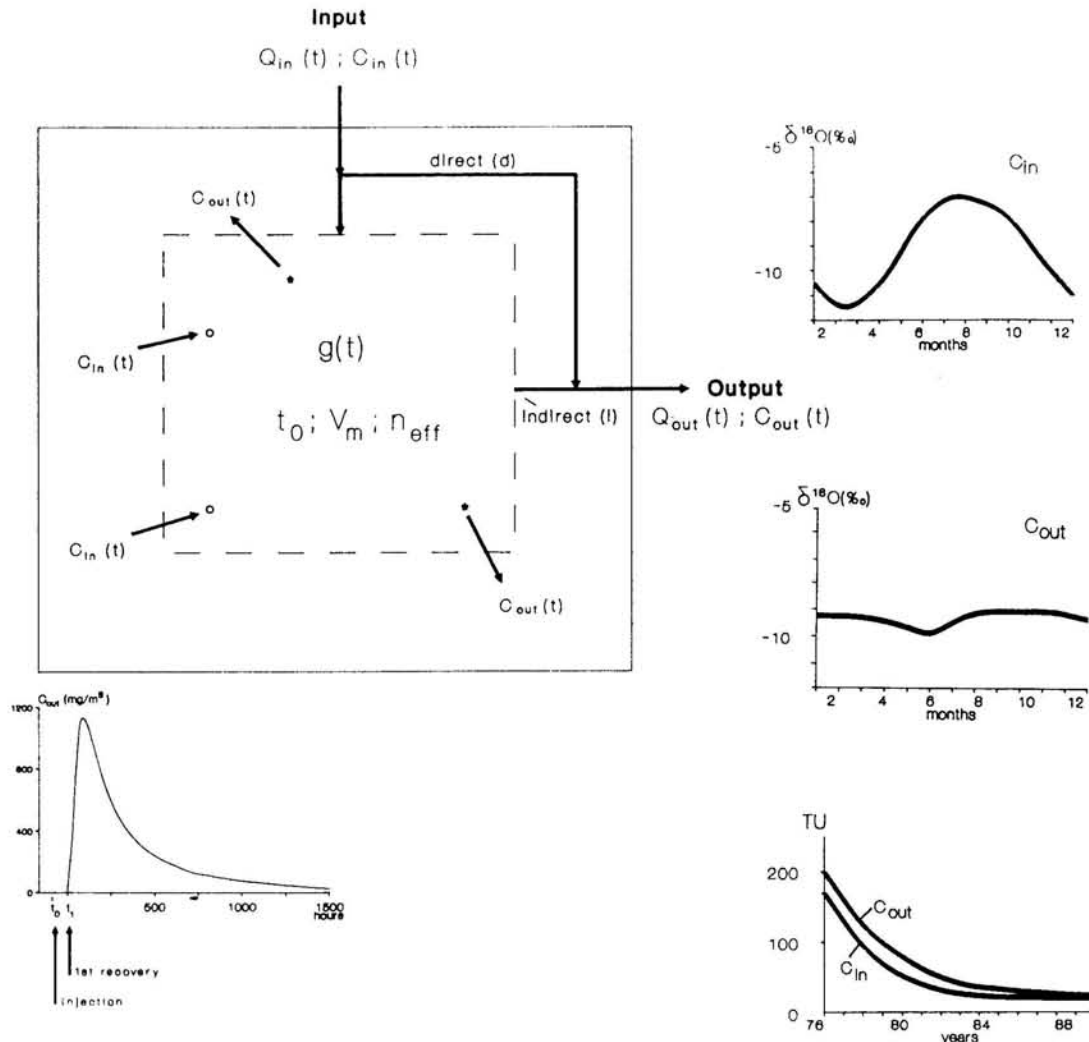 Input
Q_in (t) ; C_in (t)
direct (d)
C_out (t)
C_in (t)
g(t)
t_0 ; V_m ; n_eff
Indirect (I)
Output
Q_out (t) ; C_out (t)
C_in (t)
C_out (t)
δ¹⁸O(‰)
-5
-10
C_in
2 4 6 8 10 12
months
δ¹⁸O(‰)
-5
-10
C_out
2 4 6 8 10 12
months
C_out (mg/m³)
1200
800
400
0
t_0 t_1 500 1000 1500
hours
1st recovery
injection
TU
200
100
0
C_out
C_in
76 80 84 88
years